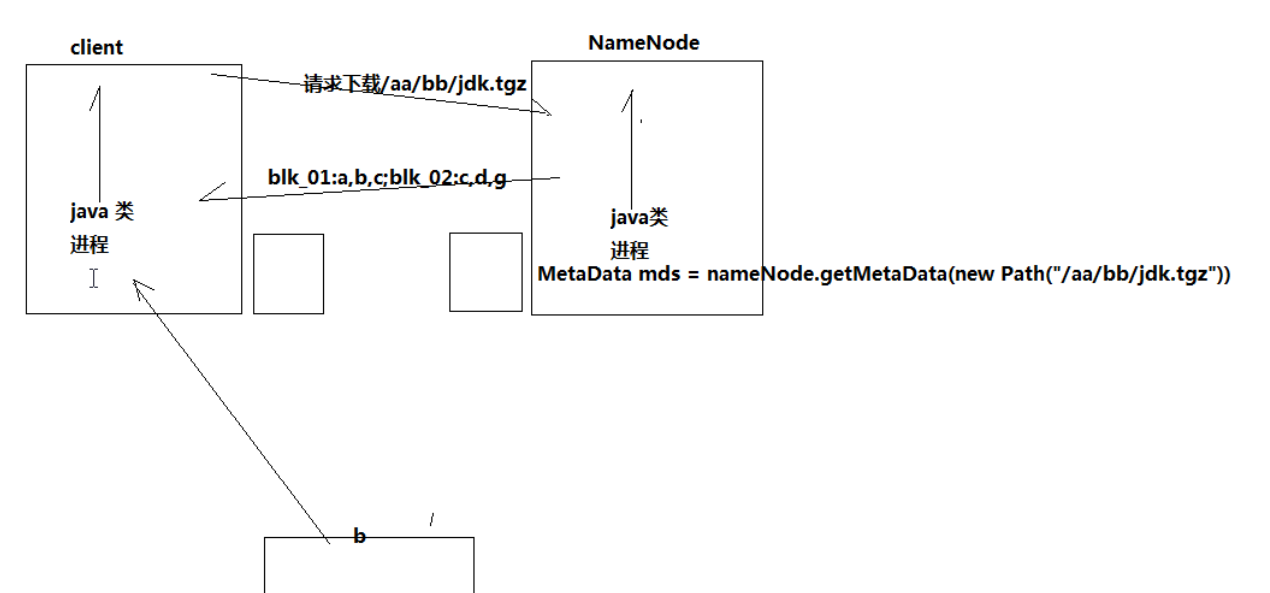 client
NameNode
请求下载/aa/bb/jdk.tgz
blk_01:a,b,c;blk_02:c,d,g
java 类
进程
java类
进程
MetaData mds = nameNode.getMetaData(new Path("/aa/bb/jdk.tgz"))
b